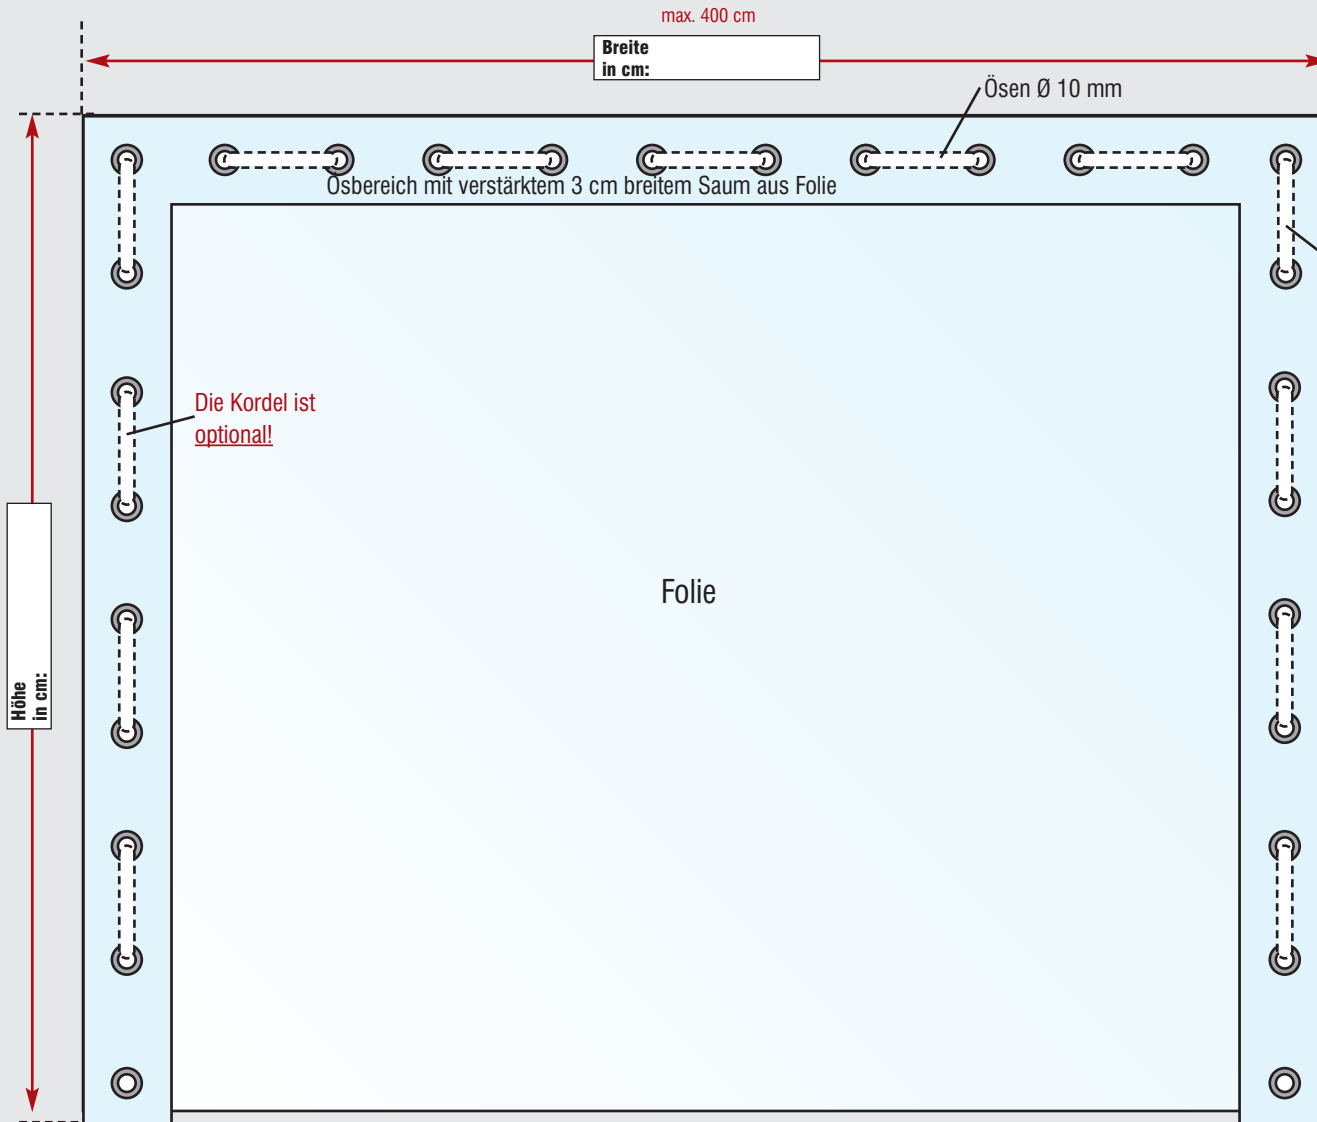 max. 400 cm
Breite
in cm:
Ösen Ø 10 mm
Ösbereich mit verstärktem 3 cm breitem Saum aus Folie
Die Kordel ist
optional!
Folie
Höhe
in cm: